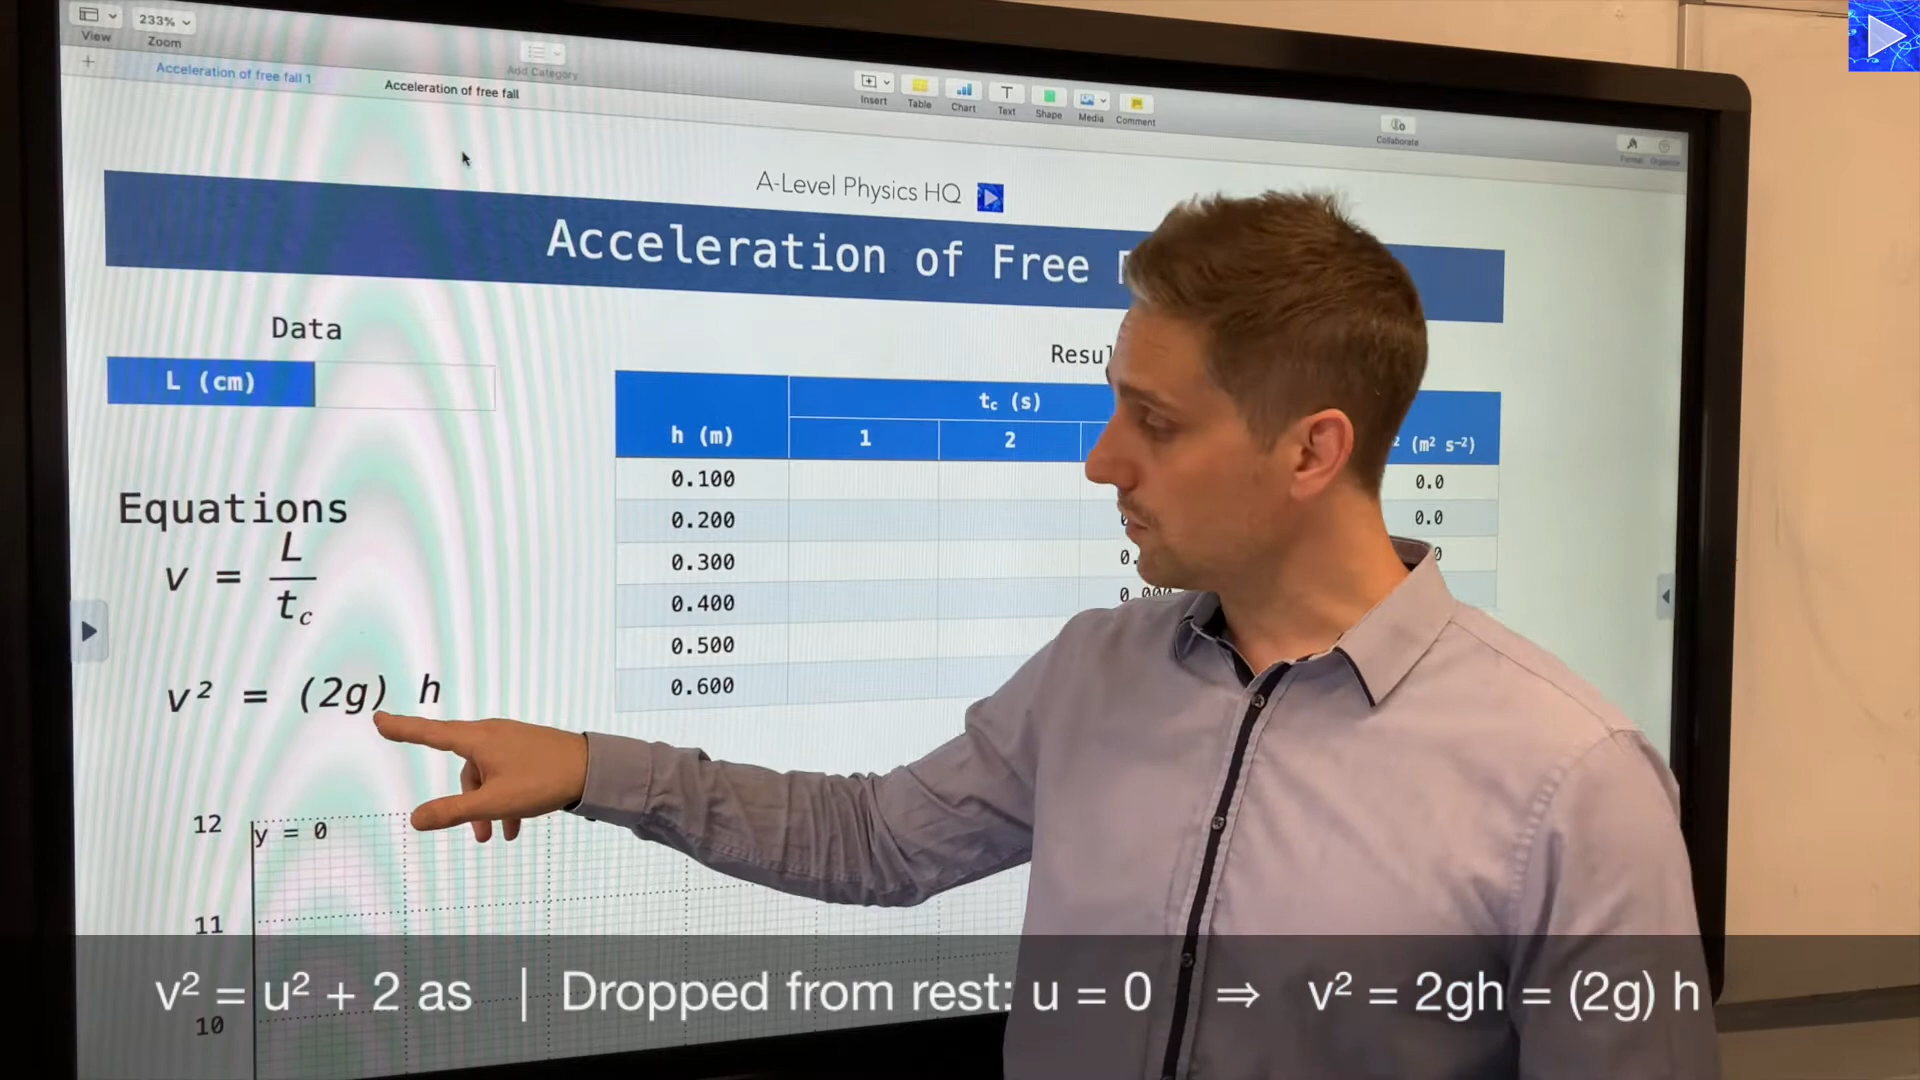 View
233%
Zoom
Add Category
Insert
Table
Chart
Text
Shape
Media
Comment
Collaborate
Format
Acceleration of free fall 1
Acceleration of free fall
A-Level Physics HQ
Acceleration of Free
Data
L (cm)
Equations
v = L / tc
v² = (2g) h
tc (s)
h (m) 1 2 (m² s⁻²)
0.100 0.0
0.200 0.0
0.300
0.400
0.500
0.600
12
y = 0
11
10
v² = u² + 2 as | Dropped from rest: u = 0 ⇒ v² = 2gh = (2g) h